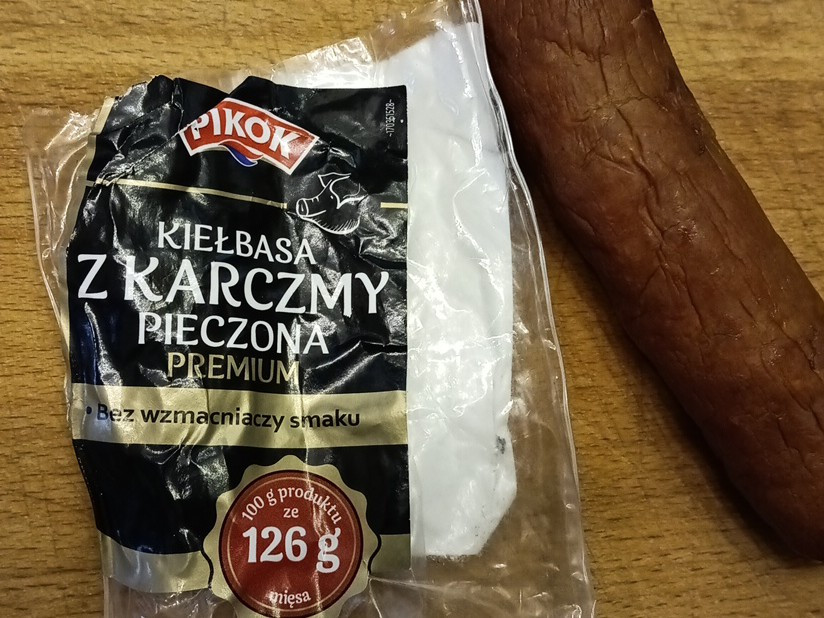 PIKOK
KIEŁBASA
Z KARCZMY
PIECZONA
PREMIUM
• Bez wzmacniaczy smaku
100 g produktu
ze
126 g
mięsa